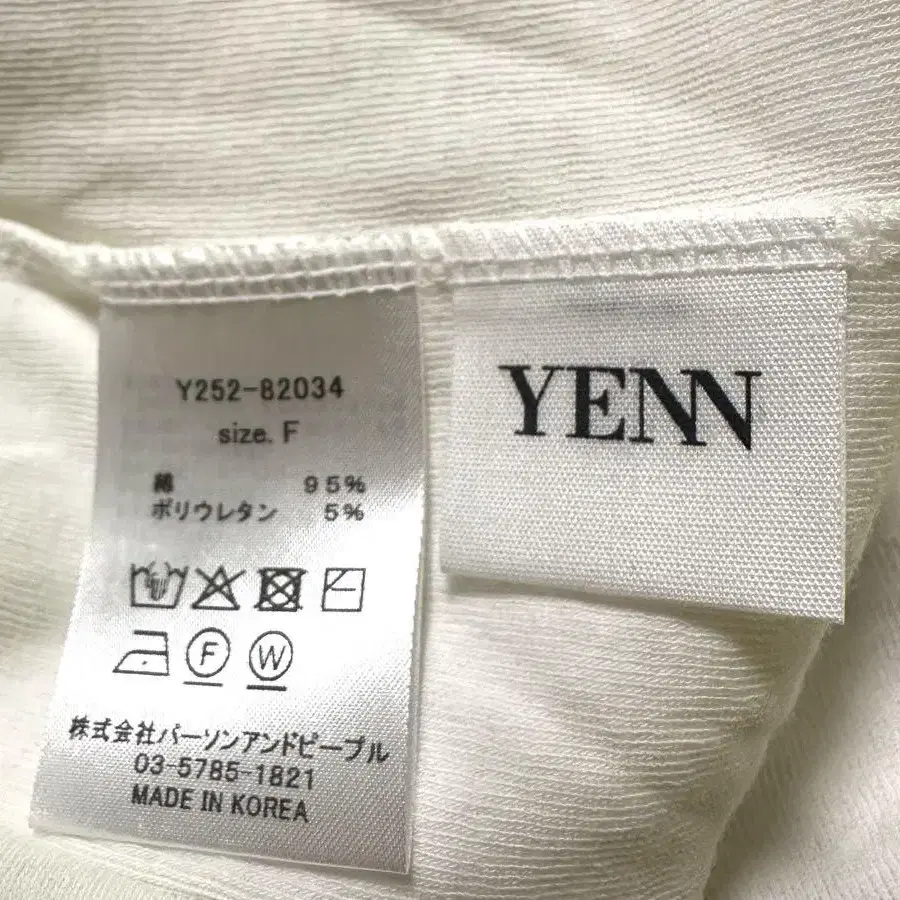 Y252-82034
size. F
綿 95%
ポリウレタン 5%
F W
株式会社パーソンアンドピープル
03-5785-1821
MADE IN KOREA
YENN